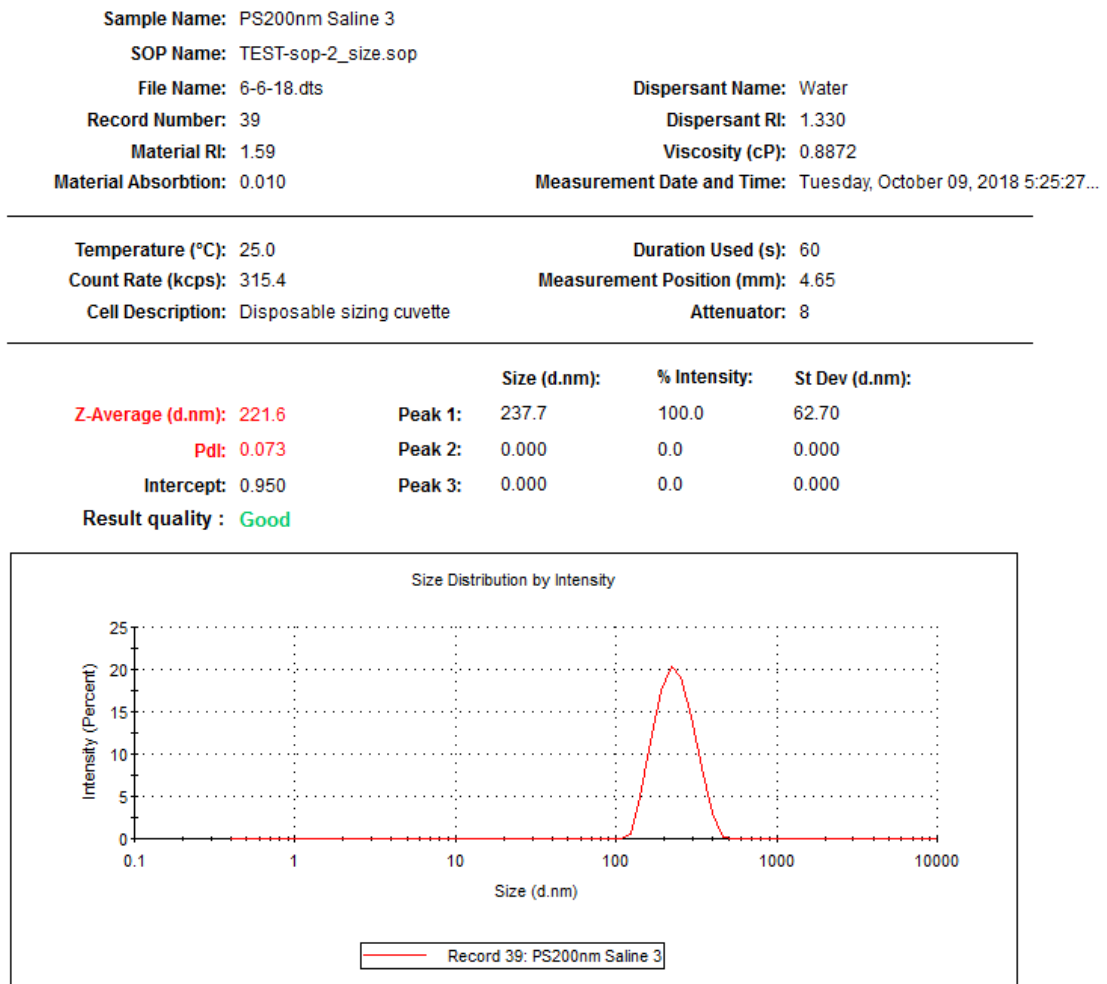 Sample Name: PS200nm Saline 3
SOP Name: TEST-sop-2_size.sop
File Name: 6-6-18.dts Dispersant Name: Water
Record Number: 39 Dispersant RI: 1.330
Material RI: 1.59 Viscosity (cP): 0.8872
Material Absorbtion: 0.010 Measurement Date and Time: Tuesday, October 09, 2018 5:25:27...
Temperature (°C): 25.0 Duration Used (s): 60
Count Rate (kcps): 315.4 Measurement Position (mm): 4.65
Cell Description: Disposable sizing cuvette Attenuator: 8
Size (d.nm): % Intensity: St Dev (d.nm):
Z-Average (d.nm): 221.6 Peak 1: 237.7 100.0 62.70
PdI: 0.073 Peak 2: 0.000 0.0 0.000
Intercept: 0.950 Peak 3: 0.000 0.0 0.000
Result quality : Good
Size Distribution by Intensity
Intensity (Percent)
25
20
15
10
5
0
0.1 1 10 100 1000 10000
Size (d.nm)
Record 39: PS200nm Saline 3